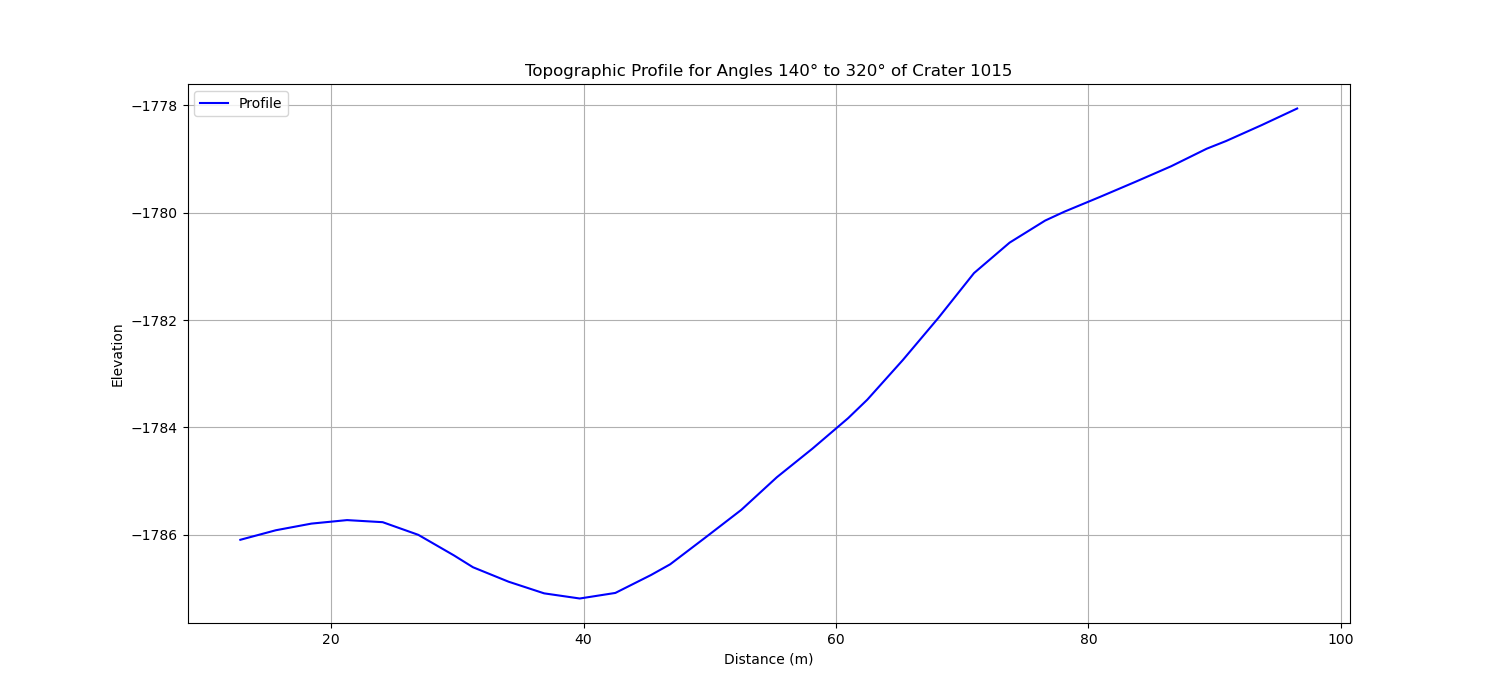 Topographic Profile for Angles 140° to 320° of Crater 1015
Profile
−1778
−1780
−1782
−1784
−1786
Elevation
20
40
60
80
100
Distance (m)